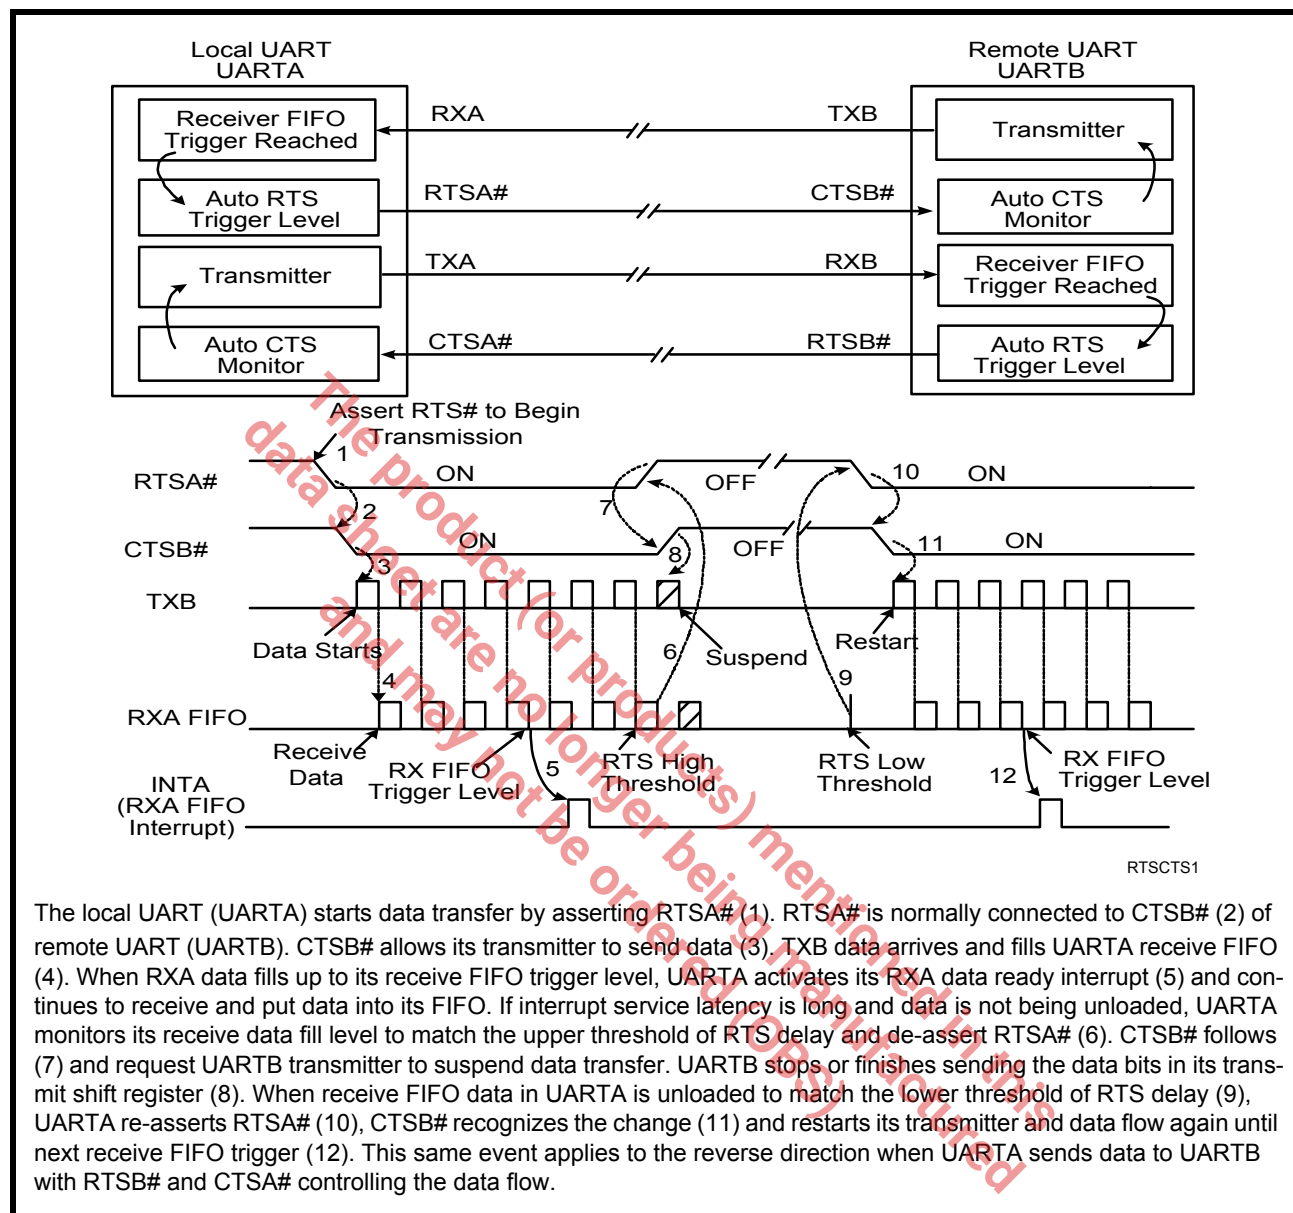 Local UART
UARTA
Remote UART
UARTB
Receiver FIFO
Trigger Reached
RXA
TXB
Transmitter
Auto RTS
Trigger Level
RTSA#
CTSB#
Auto CTS
Monitor
Transmitter
TXA
RXB
Receiver FIFO
Trigger Reached
Auto CTS
Monitor
CTSA#
RTSB#
Auto RTS
Trigger Level
Assert RTS# to Begin
Transmission
1
RTSA#
ON
OFF
ON
10
2
7
CTSB#
ON
OFF
ON
11
3
8
TXB
Data Starts
Suspend
Restart
6
4
9
RXA FIFO
Receive
Data
RX FIFO
Trigger Level
5
RTS High
Threshold
RTS Low
Threshold
12
RX FIFO
Trigger Level
INTA
(RXA FIFO
Interrupt)
RTSCTS1
The local UART (UARTA) starts data transfer by asserting RTSA# (1). RTSA# is normally connected to CTSB# (2) of
remote UART (UARTB). CTSB# allows its transmitter to send data (3). TXB data arrives and fills UARTA receive FIFO
(4). When RXA data fills up to its receive FIFO trigger level, UARTA activates its RXA data ready interrupt (5) and con-
tinues to receive and put data into its FIFO. If interrupt service latency is long and data is not being unloaded, UARTA
monitors its receive data fill level to match the upper threshold of RTS delay and de-assert RTSA# (6). CTSB# follows
(7) and request UARTB transmitter to suspend data transfer. UARTB stops or finishes sending the data bits in its trans-
mit shift register (8). When receive FIFO data in UARTA is unloaded to match the lower threshold of RTS delay (9),
UARTA re-asserts RTSA# (10), CTSB# recognizes the change (11) and restarts its transmitter and data flow again until
next receive FIFO trigger (12). This same event applies to the reverse direction when UARTA sends data to UARTB
with RTSB# and CTSA# controlling the data flow.
The product (or products) mentioned in this
data sheet are no longer being manufactured
and may not be ordered (OBS)